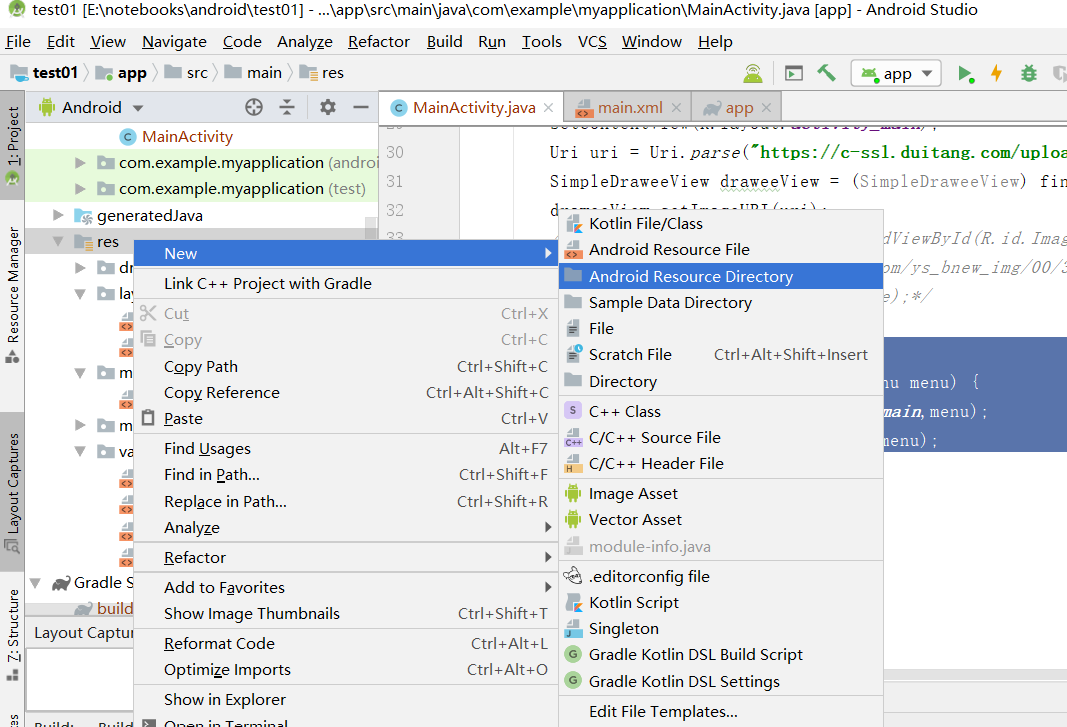 test01 [E:\notebooks\android\test01] - ...\app\src\main\java\com\example\myapplication\MainActivity.java [app] - Android Studio
File Edit View Navigate Code Analyze Refactor Build Run Tools VCS Window Help
test01 app src main res app
Android MainActivity.java main.xml app
1: Project
Resource Manager
Layout Captures
Z: Structure
MainActivity
com.example.myapplication (androi
com.example.myapplication (test)
generatedJava
res
dr
lay
m
m
va
Gradle S
build
Layout Captur
setContentView(R.layout.activity_main);
30 Uri uri = Uri.parse("https://c-ssl.duitang.com/uploa
31 SimpleDraweeView draweeView = (SimpleDraweeView) fin
32 draweeView.setImageURI(uri);
33 dViewById(R.id.Imag
om/ys_bnew_img/00/3
e);*/
nu menu) {
main,menu);
menu);
New
Link C++ Project with Gradle
Cut Ctrl+X
Copy Ctrl+C
Copy Path Ctrl+Shift+C
Copy Reference Ctrl+Alt+Shift+C
Paste Ctrl+V
Find Usages Alt+F7
Find in Path... Ctrl+Shift+F
Replace in Path... Ctrl+Shift+R
Analyze
Refactor
Add to Favorites
Show Image Thumbnails Ctrl+Shift+T
Reformat Code Ctrl+Alt+L
Optimize Imports Ctrl+Alt+O
Show in Explorer
Open in Terminal
Kotlin File/Class
Android Resource File
Android Resource Directory
Sample Data Directory
File
Scratch File Ctrl+Alt+Shift+Insert
Directory
C++ Class
C/C++ Source File
C/C++ Header File
Image Asset
Vector Asset
module-info.java
.editorconfig file
Kotlin Script
Singleton
Gradle Kotlin DSL Build Script
Gradle Kotlin DSL Settings
Edit File Templates...
Build: Build